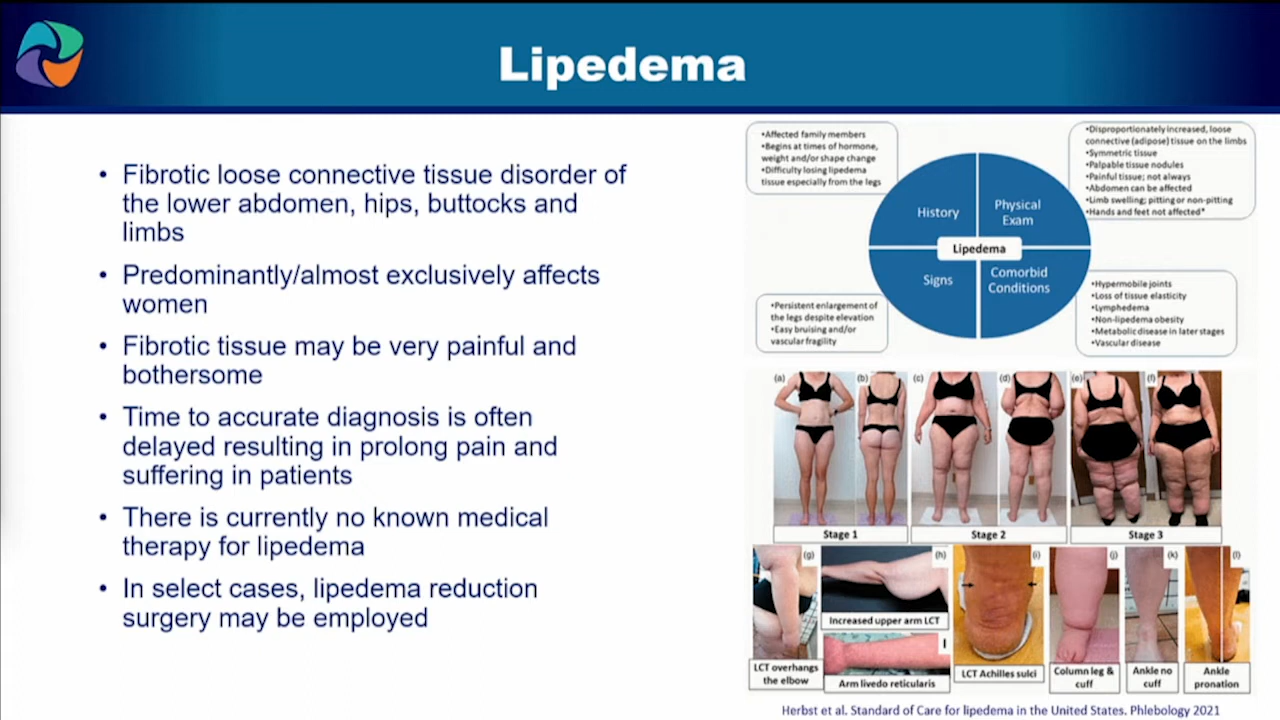 Lipedema
• Fibrotic loose connective tissue disorder of
the lower abdomen, hips, buttocks and
limbs
• Predominantly/almost exclusively affects
women
• Fibrotic tissue may be very painful and
bothersome
• Time to accurate diagnosis is often
delayed resulting in prolong pain and
suffering in patients
• There is currently no known medical
therapy for lipedema
• In select cases, lipedema reduction
surgery may be employed
•Affected family members
•Begins at times of hormone,
weight and/or shape change
•Difficulty losing lipedema
tissue especially from the legs
•Disproportionately increased, loose
connective (adipose) tissue on the limbs
•Symmetric tissue
•Palpable tissue nodules
•Painful tissue; not always
•Abdomen can be affected
•Limb swelling; pitting or non-pitting
•Hands and feet not affected*
History
Physical
Exam
Lipedema
Signs
Comorbid
Conditions
•Persistent enlargement of
the legs despite elevation
•Easy bruising and/or
vascular fragility
•Hypermobile joints
•Loss of tissue elasticity
•Lymphedema
•Non-lipedema obesity
•Metabolic disease in later stages
•Vascular disease
(a) (b) (c) (d) (e) (f)
Stage 1 Stage 2 Stage 3
(g) (h) (i) (j) (k) (l)
Increased upper arm LCT
LCT overhangs
the elbow
Arm livedo reticularis
LCT Achilles sulci
Column leg &
cuff
Ankle no
cuff
Ankle
pronation
Herbst et al. Standard of Care for lipedema in the United States. Phlebology 2021